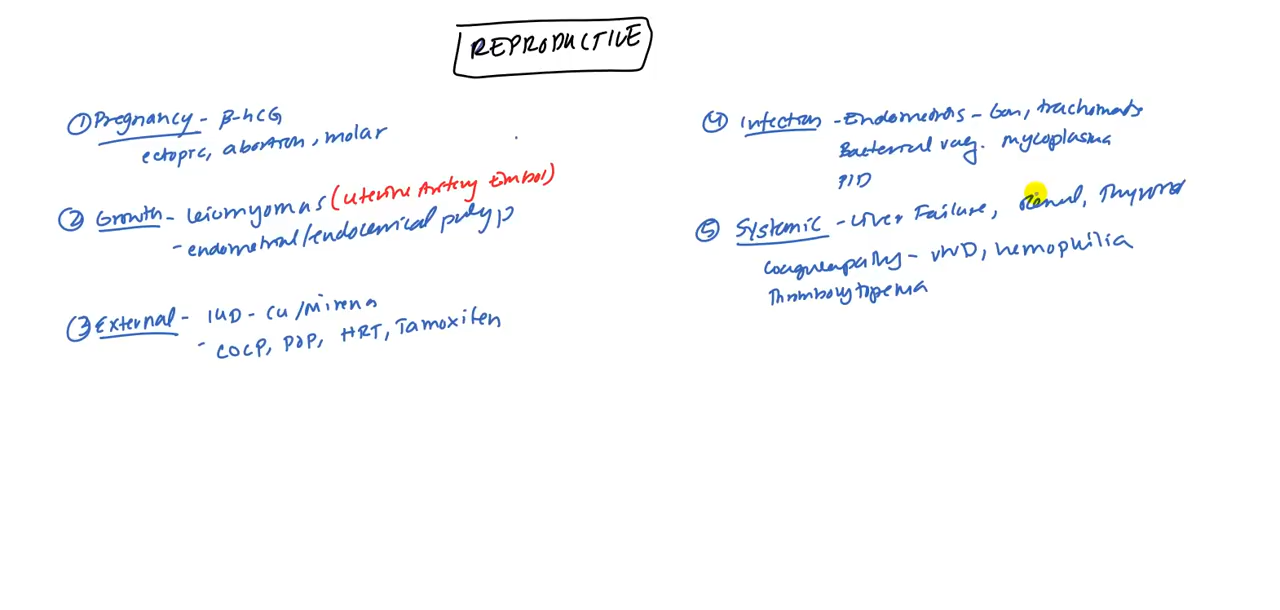 REPRODUCTIVE
① Pregnancy - β-hCG
ectopic, abortion, molar
② Growth - leiomyomas (Uterine Artery Embol)
- endometrial/endocervical polyp
③ External - IUD - Cu/Mirena
- COCP, POP, HRT, Tamoxifen
④ Infection - Endometritis - Gon, trachomatis
Bacterial vag. mycoplasma
PID
⑤ Systemic - Liver Failure, Renal, Thyroid
Coagulopathy - vWD, hemophilia
Thrombocytopenia